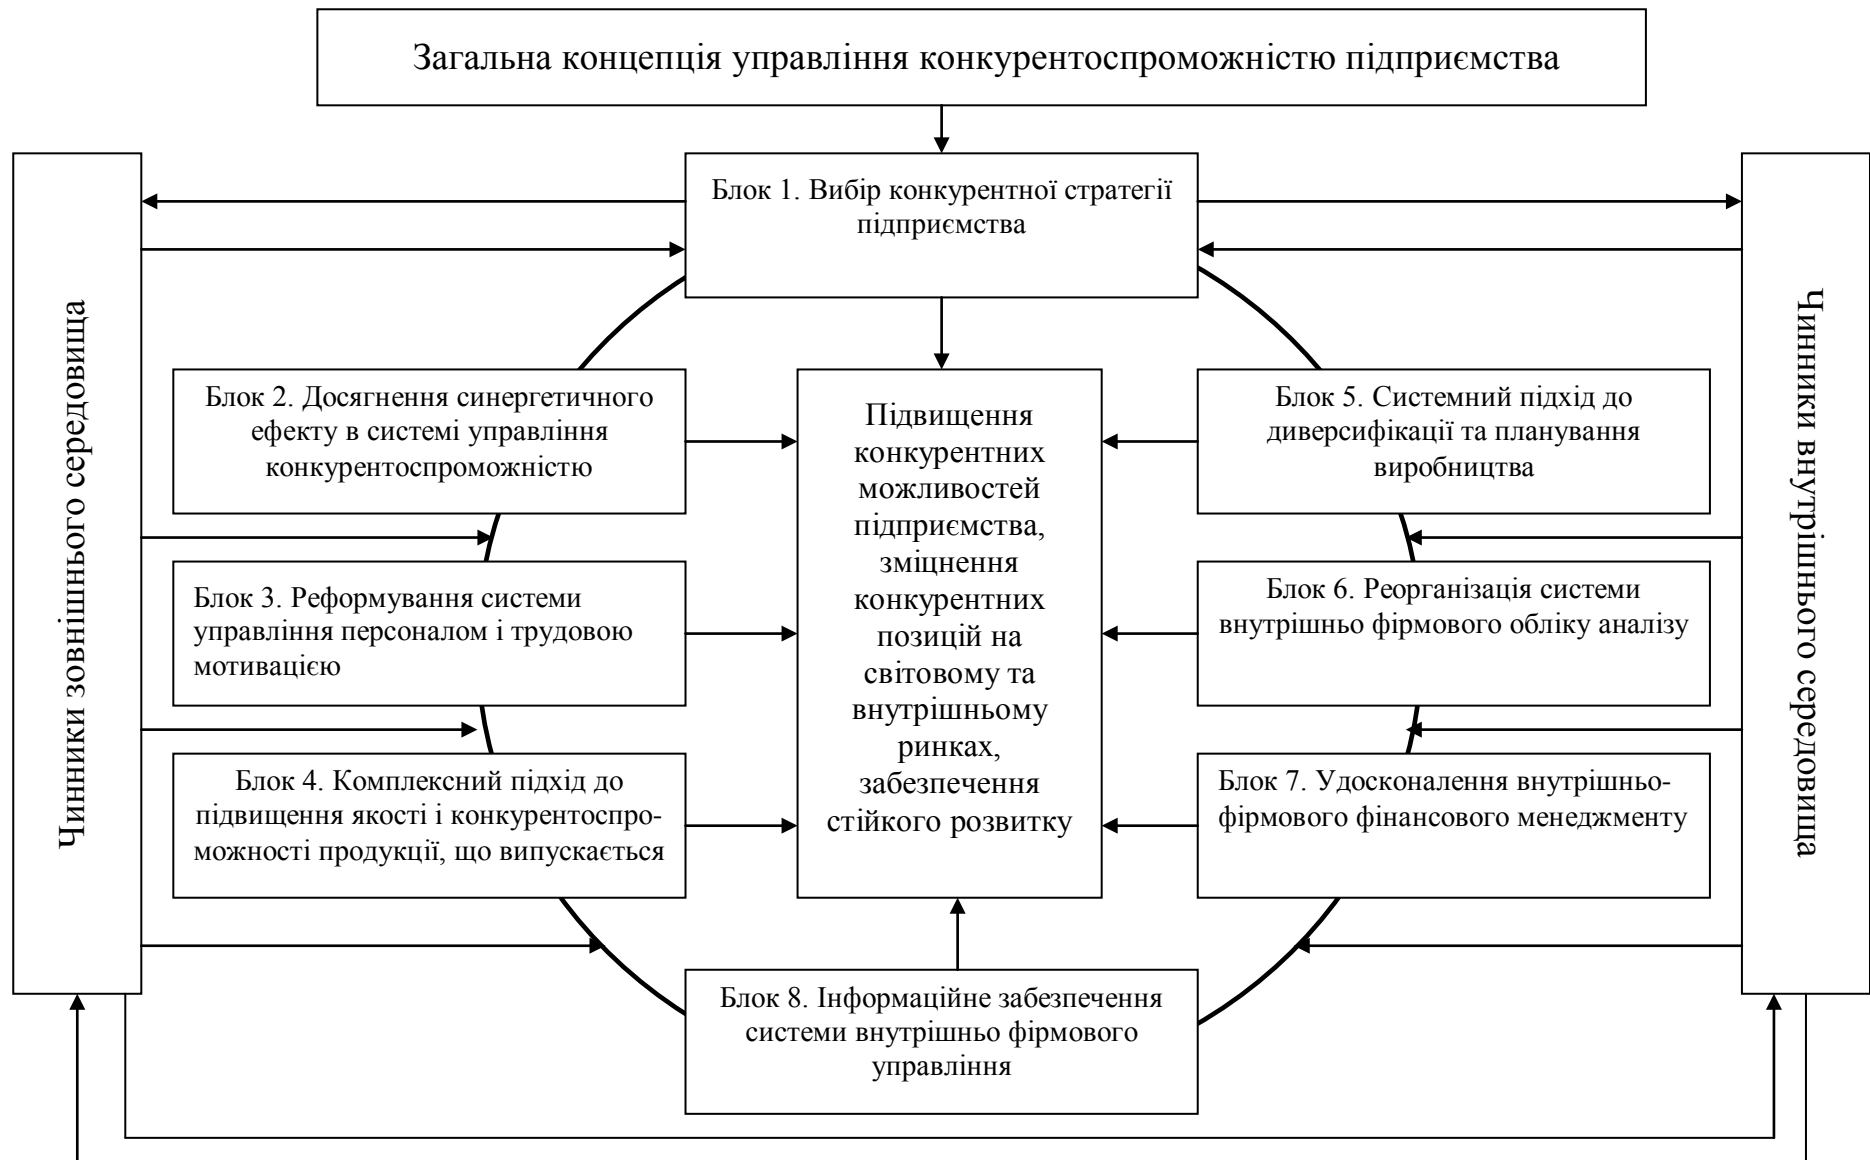 Загальна концепція управління конкурентоспроможністю підприємства
Блок 1. Вибір конкурентної стратегії
підприємства
Чинники зовнішнього середовища
Блок 2. Досягнення синергетичного
ефекту в системі управління
конкурентоспроможністю
Блок 3. Реформування системи
управління персоналом і трудовою
мотивацією
Блок 4. Комплексний підхід до
підвищення якості і конкурентоспро-
можності продукції, що випускається
Підвищення
конкурентних
можливостей
підприємства,
зміцнення
конкурентних
позицій на
світовому та
внутрішньому
ринках,
забезпечення
стійкого розвитку
Блок 5. Системний підхід до
диверсифікації та планування
виробництва
Блок 6. Реорганізація системи
внутрішньо фірмового обліку аналізу
Блок 7. Удосконалення внутрішньо-
фірмового фінансового менеджменту
Чинники внутрішнього середовища
Блок 8. Інформаційне забезпечення
системи внутрішньо фірмового
управління